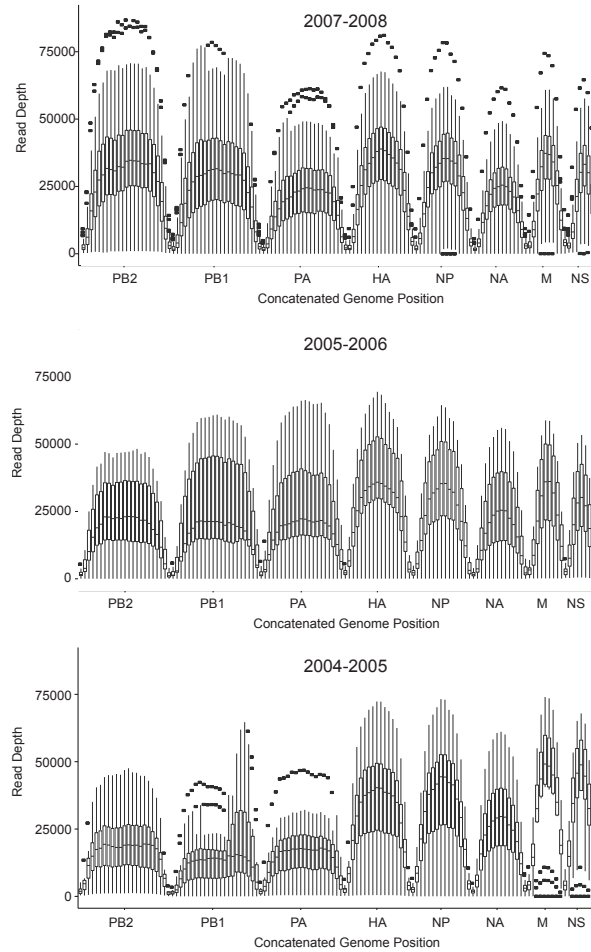 2007-2008
75000
50000
25000
0
Read Depth
PB2 PB1 PA HA NP NA M NS
Concatenated Genome Position
2005-2006
75000
50000
25000
0
Read Depth
PB2 PB1 PA HA NP NA M NS
Concatenated Genome Position
2004-2005
75000
50000
25000
0
Read Depth
PB2 PB1 PA HA NP NA M NS
Concatenated Genome Position